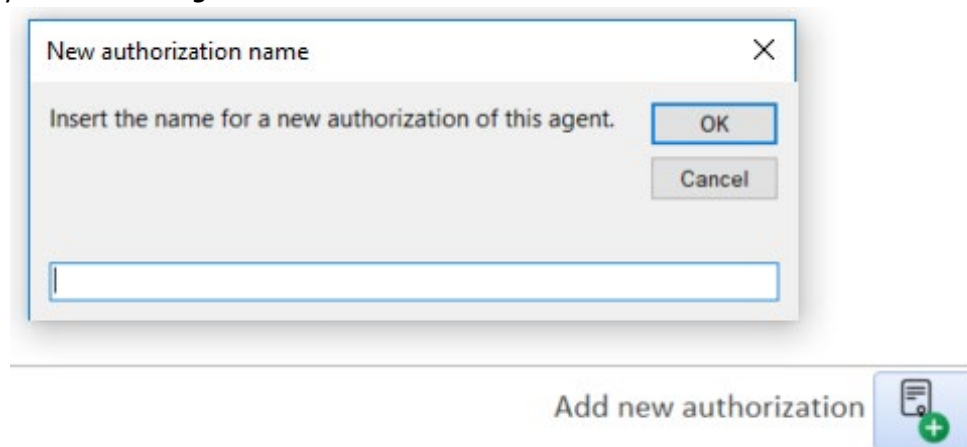 New authorization name
Insert the name for a new authorization of this agent.
OK
Cancel
Add new authorization